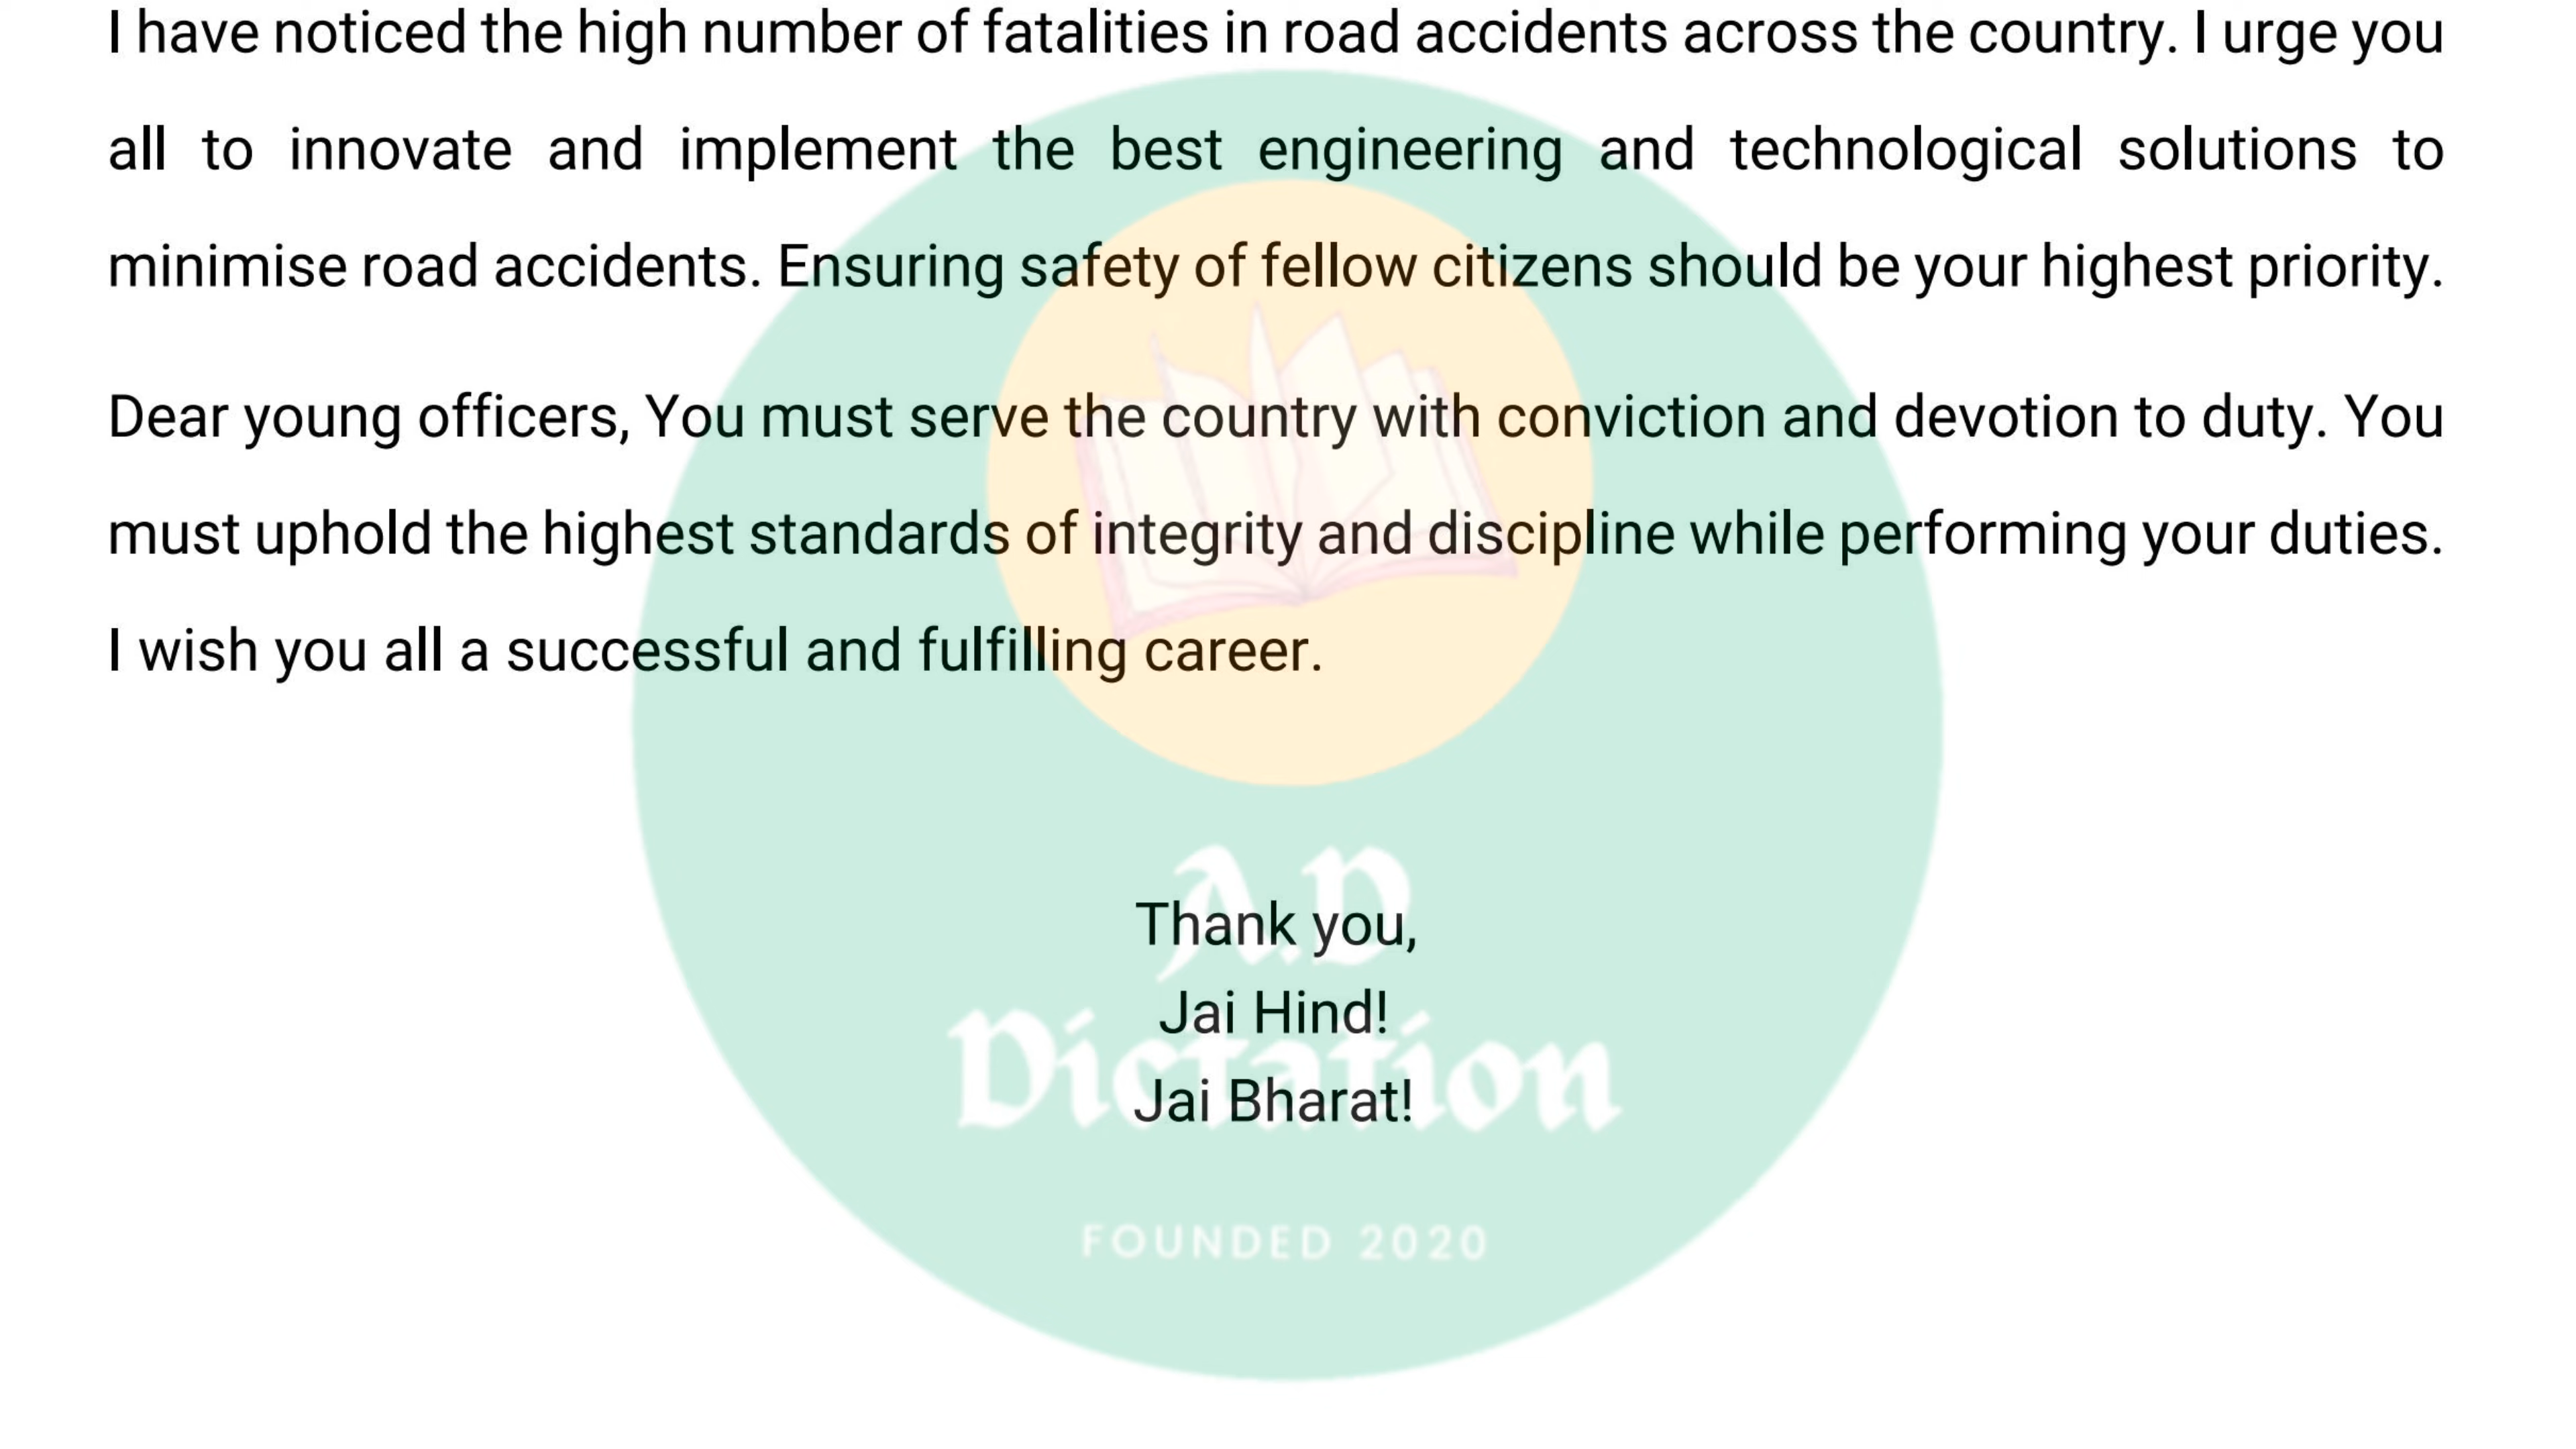 I have noticed the high number of fatalities in road accidents across the country. I urge you
all to innovate and implement the best engineering and technological solutions to
minimise road accidents. Ensuring safety of fellow citizens should be your highest priority.
Dear young officers, You must serve the country with conviction and devotion to duty. You
must uphold the highest standards of integrity and discipline while performing your duties.
I wish you all a successful and fulfilling career.
A.D
Thank you,
Jai Hind!
Dictation
Jai Bharat!
FOUNDED 2020